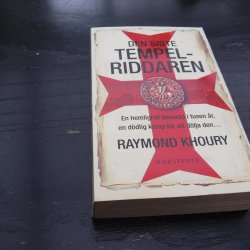 DEN SISTE
TEMPEL-
RIDDAREN
En hemlighet bevarad i tusen år,
en dödlig kamp för att dölja den...
RAYMOND KHOURY
NORSTEDTS